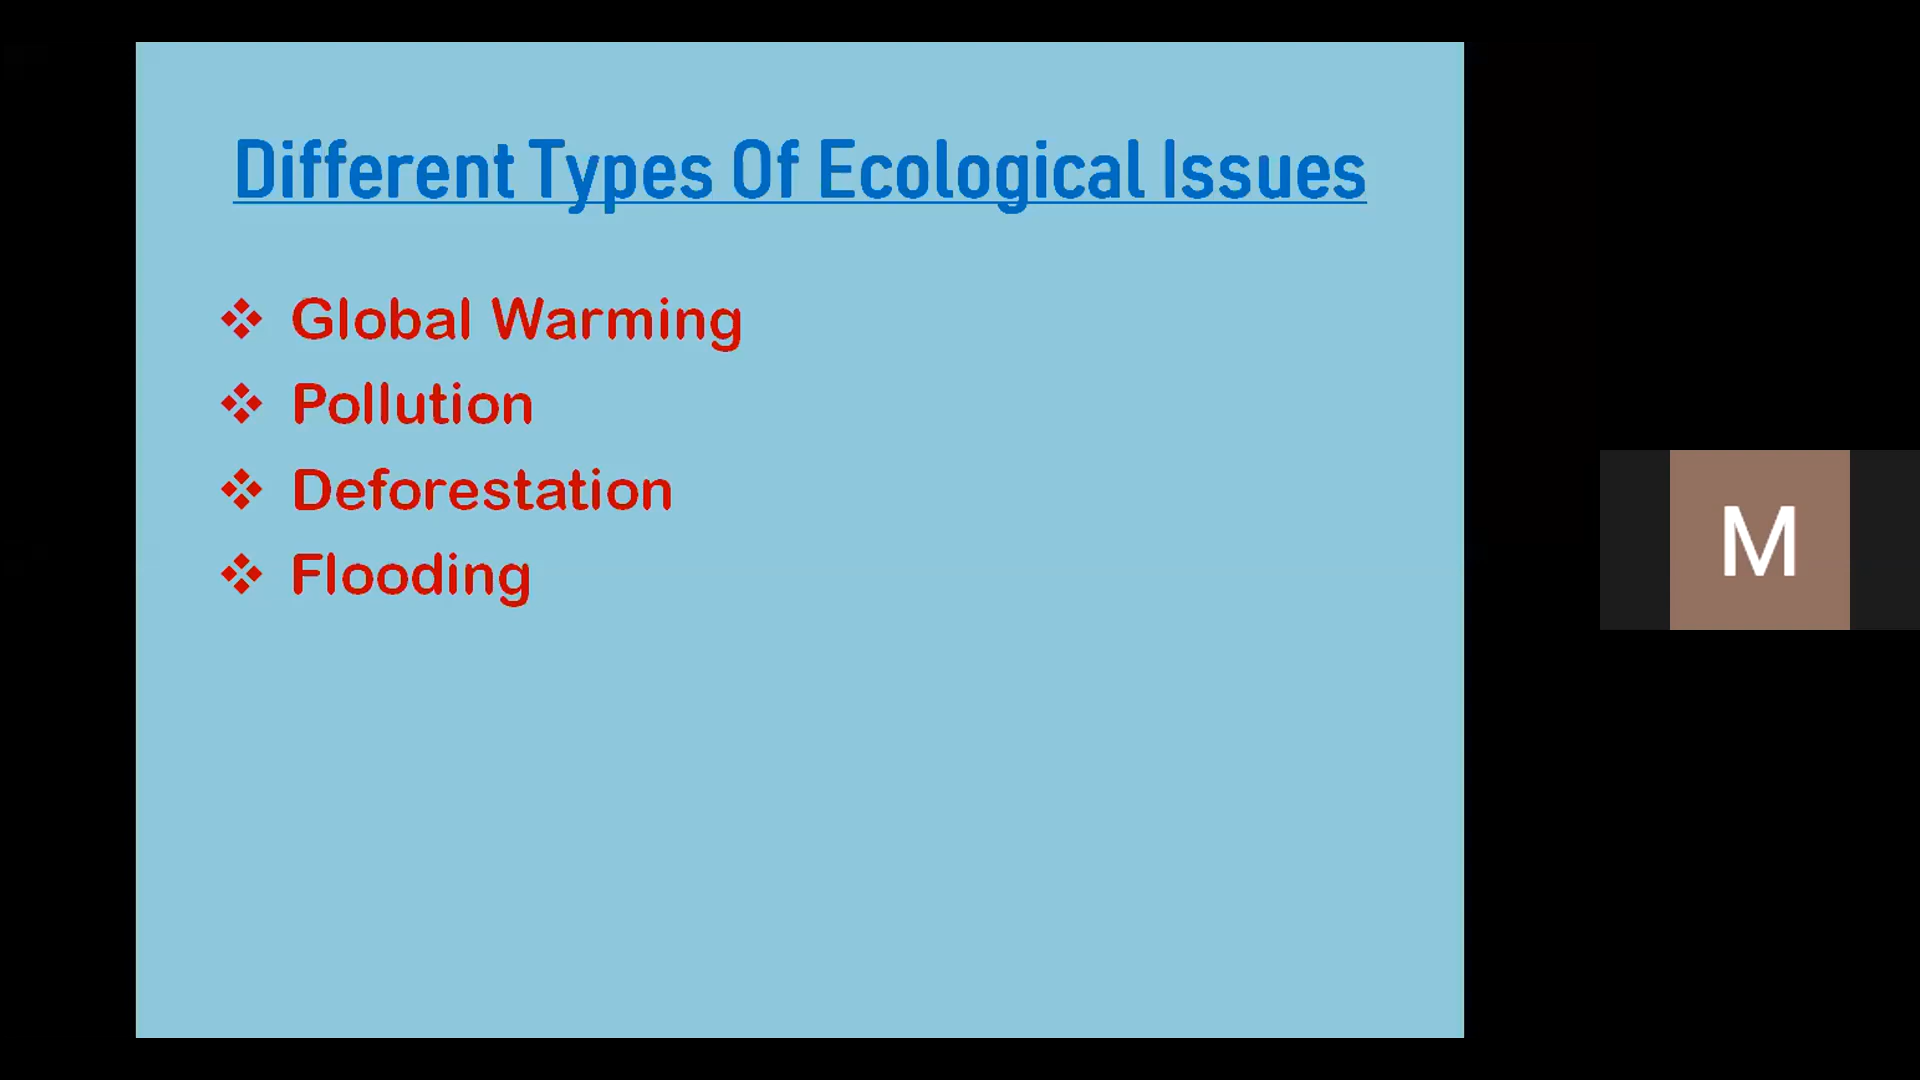 Different Types Of Ecological Issues
❖ Global Warming
❖ Pollution
❖ Deforestation
❖ Flooding
M